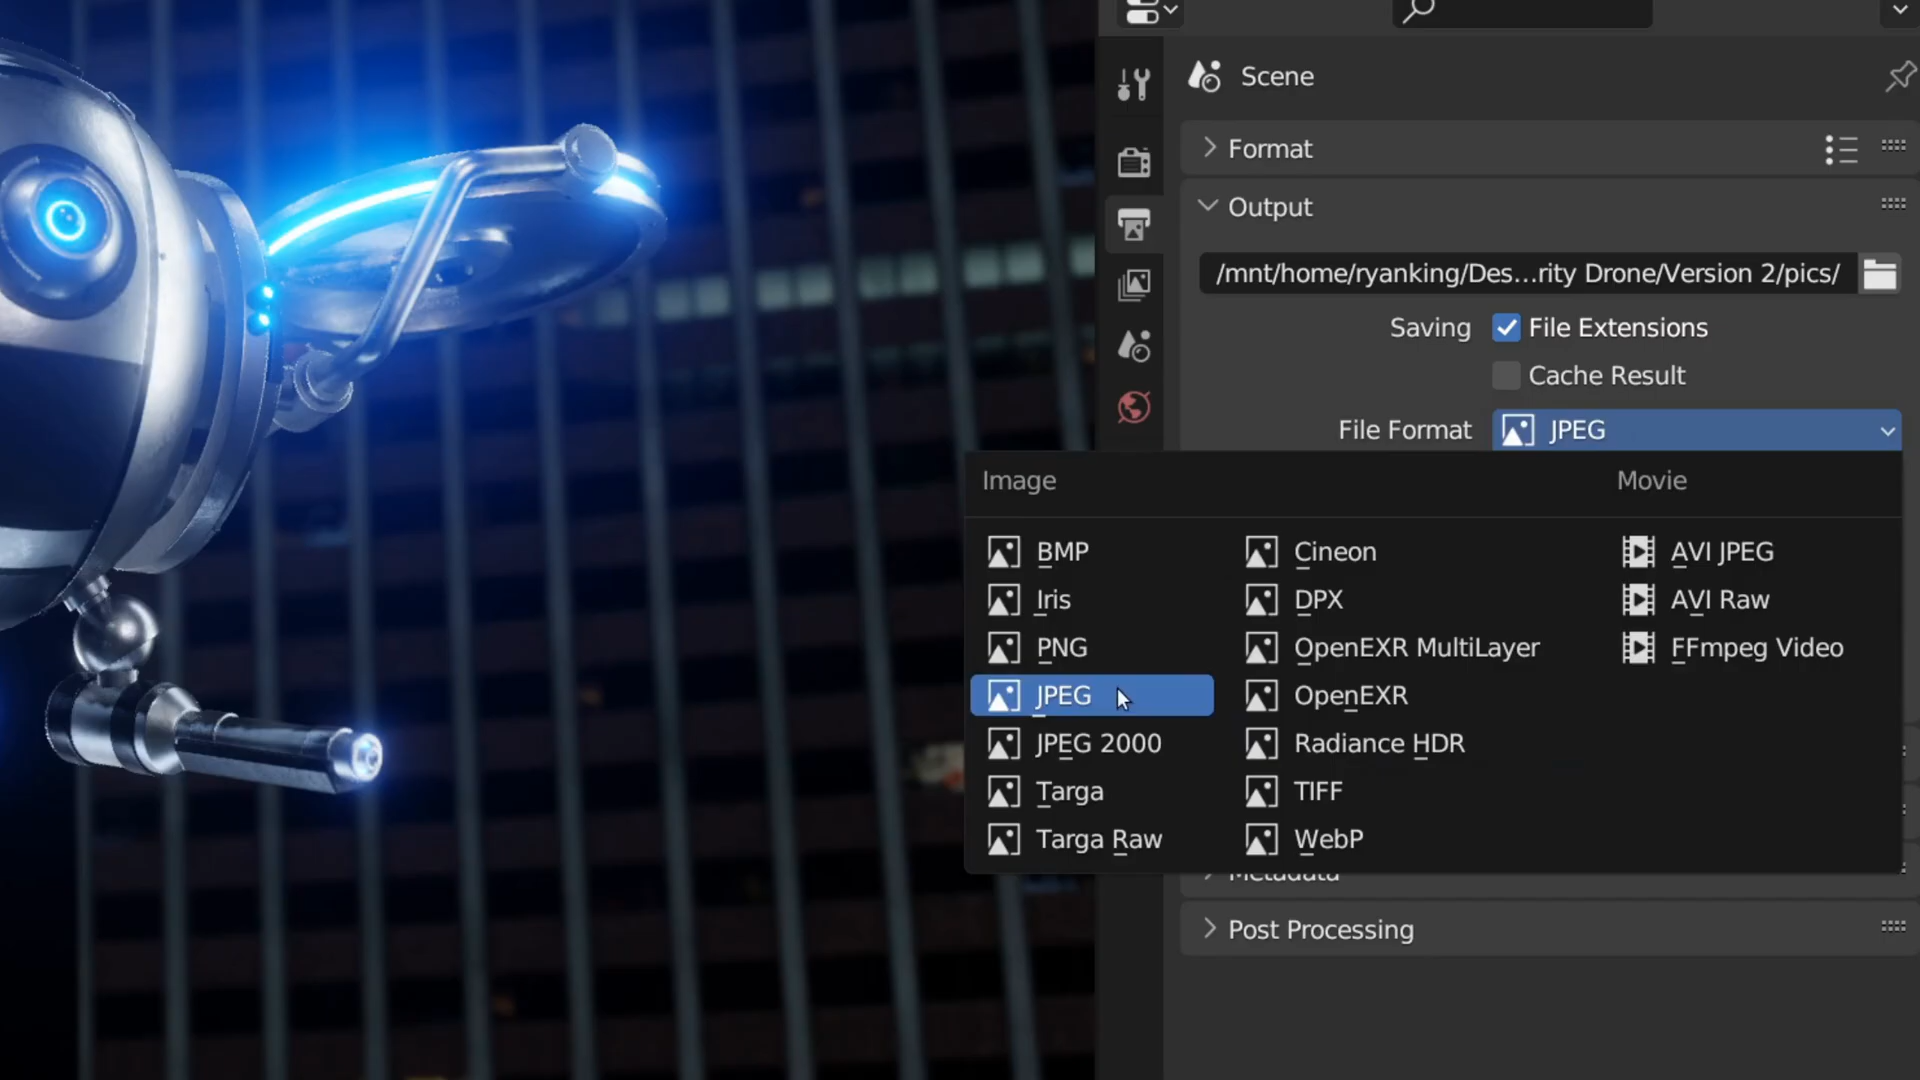 Scene
Format
Output
/mnt/home/ryanking/Des...rity Drone/Version 2/pics/
Saving File Extensions
Cache Result
File Format JPEG
Image Movie
BMP Cineon AVI JPEG
Iris DPX AVI Raw
PNG OpenEXR MultiLayer FFmpeg Video
JPEG OpenEXR
JPEG 2000 Radiance HDR
Targa TIFF
Targa Raw WebP
Metadata
Post Processing